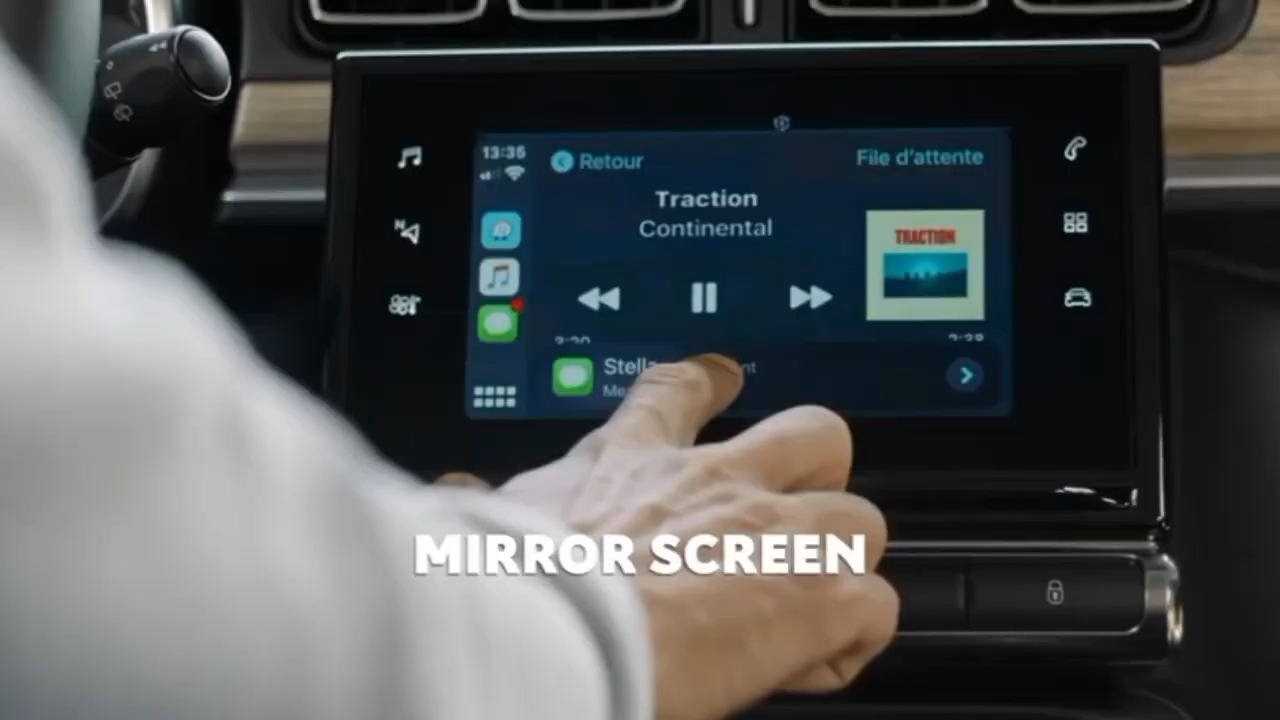 13:35
Retour
File d'attente
Traction
Continental
TRACTION
MIRROR SCREEN